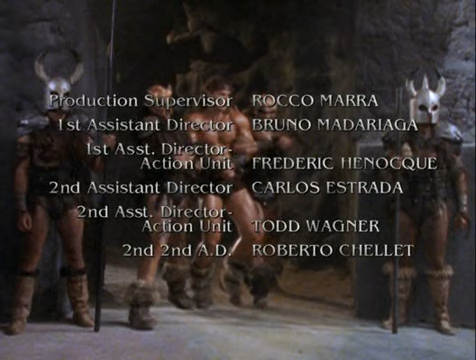 Production Supervisor ROCCO MARRA
1st Assistant Director BRUNO MADARIAGA
1st Asst. Director-
Action Unit FREDERIC HENOCQUE
2nd Assistant Director CARLOS ESTRADA
2nd Asst. Director-
Action Unit TODD WAGNER
2nd 2nd A.D. ROBERTO CHELLET